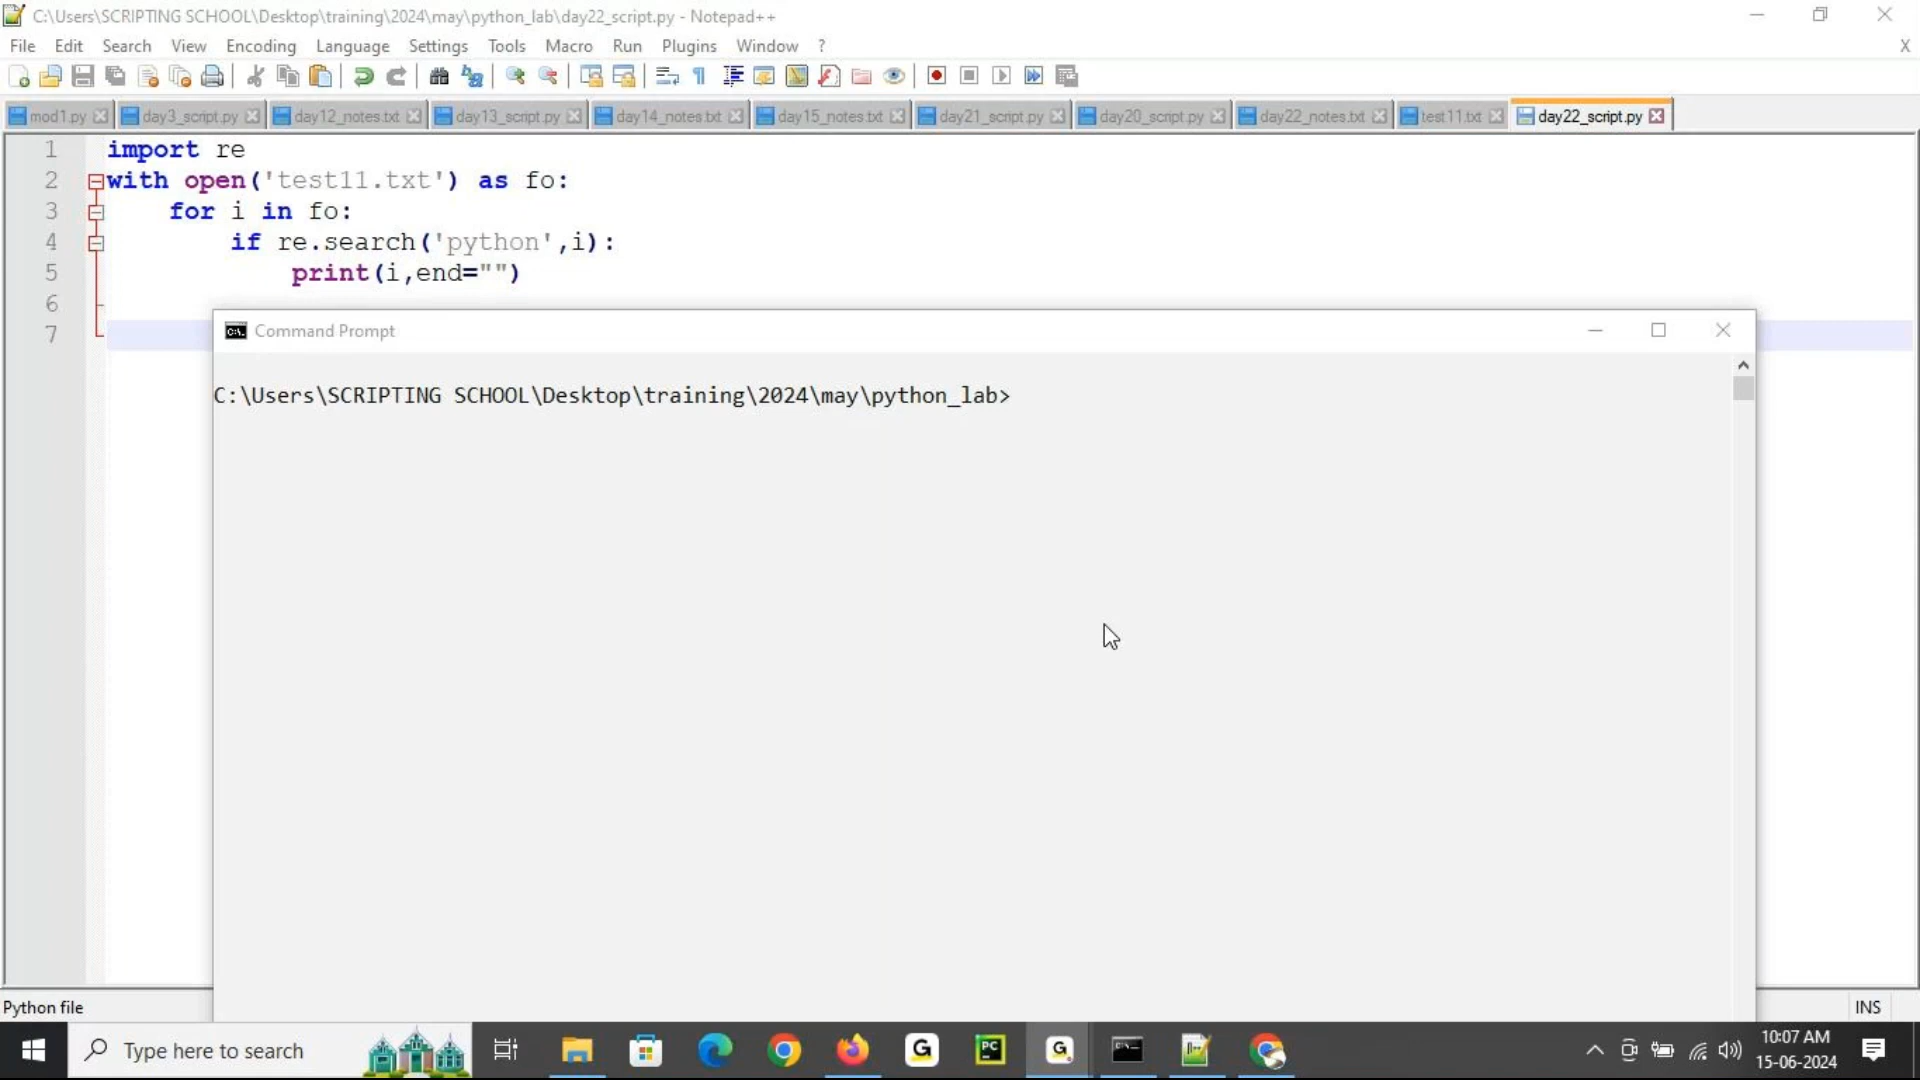 C:\Users\SCRIPTING SCHOOL\Desktop\training\2024\may\python_lab\day22_script.py - Notepad++
File Edit Search View Encoding Language Settings Tools Macro Run Plugins Window ? X
mod1.py day3_script.py day12_notes.txt day13_script.py day14_notes.txt day15_notes.txt day21_script.py day20_script.py day22_notes.txt test11.txt day22_script.py
1 import re
2 with open('test11.txt') as fo:
3 for i in fo:
4 if re.search('python',i):
5 print(i,end="")
6
7
Command Prompt
C:\Users\SCRIPTING SCHOOL\Desktop\training\2024\may\python_lab>
Python file INS
Type here to search
10:07 AM
15-06-2024